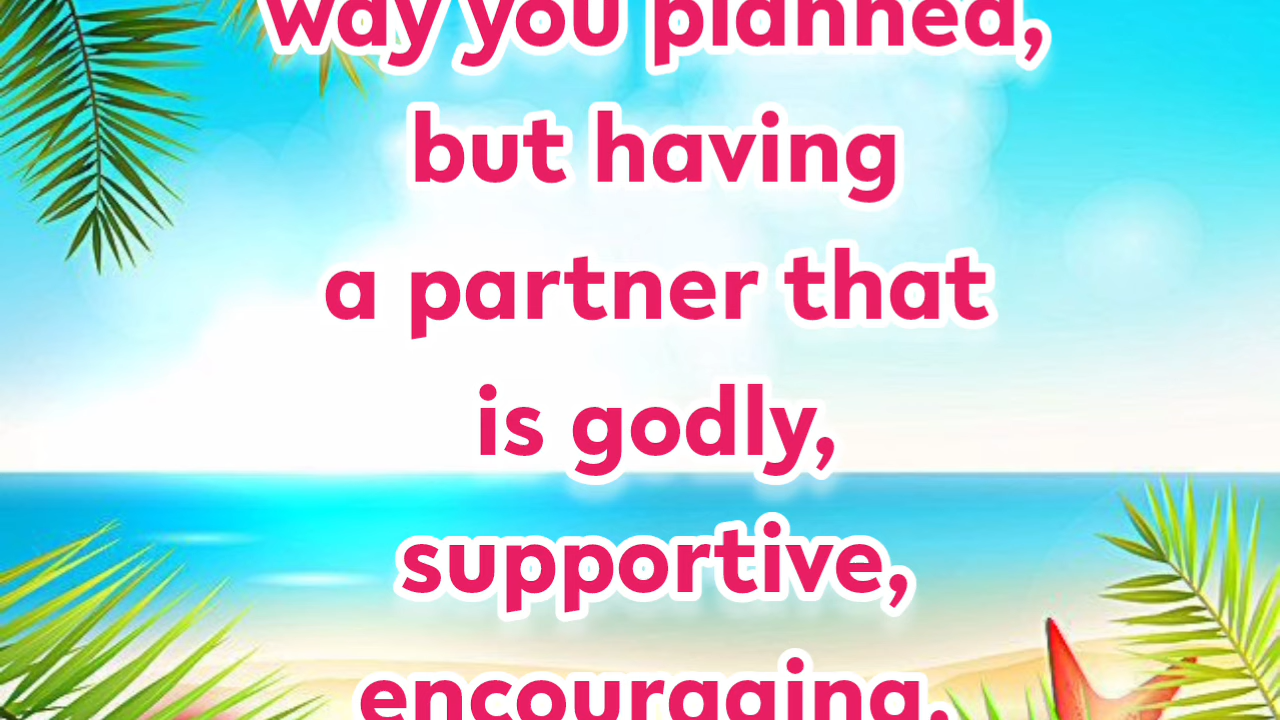 way you planned,
but having
a partner that
is godly,
supportive,
encouraging,